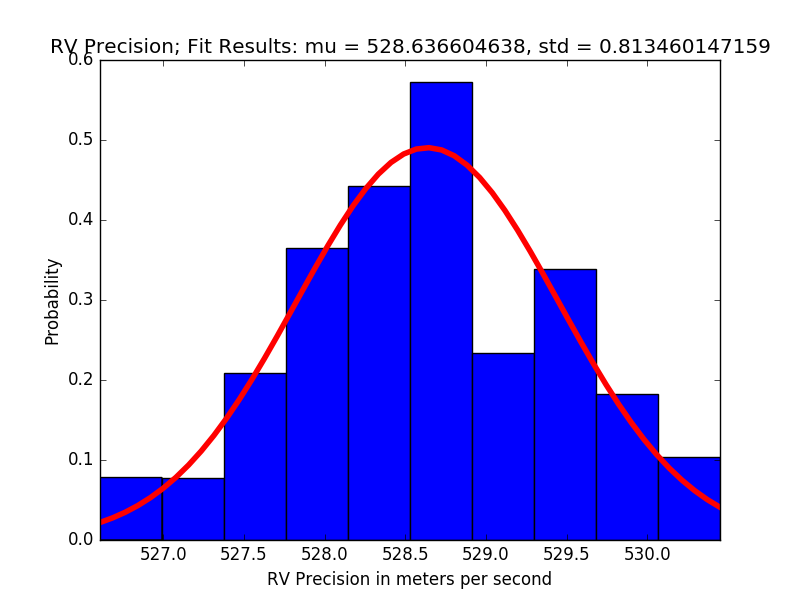 RV Precision; Fit Results: mu = 528.636604638, std = 0.813460147159
0.6
0.5
0.4
0.3
0.2
0.1
0.0
Probability
527.0 527.5 528.0 528.5 529.0 529.5 530.0
RV Precision in meters per second